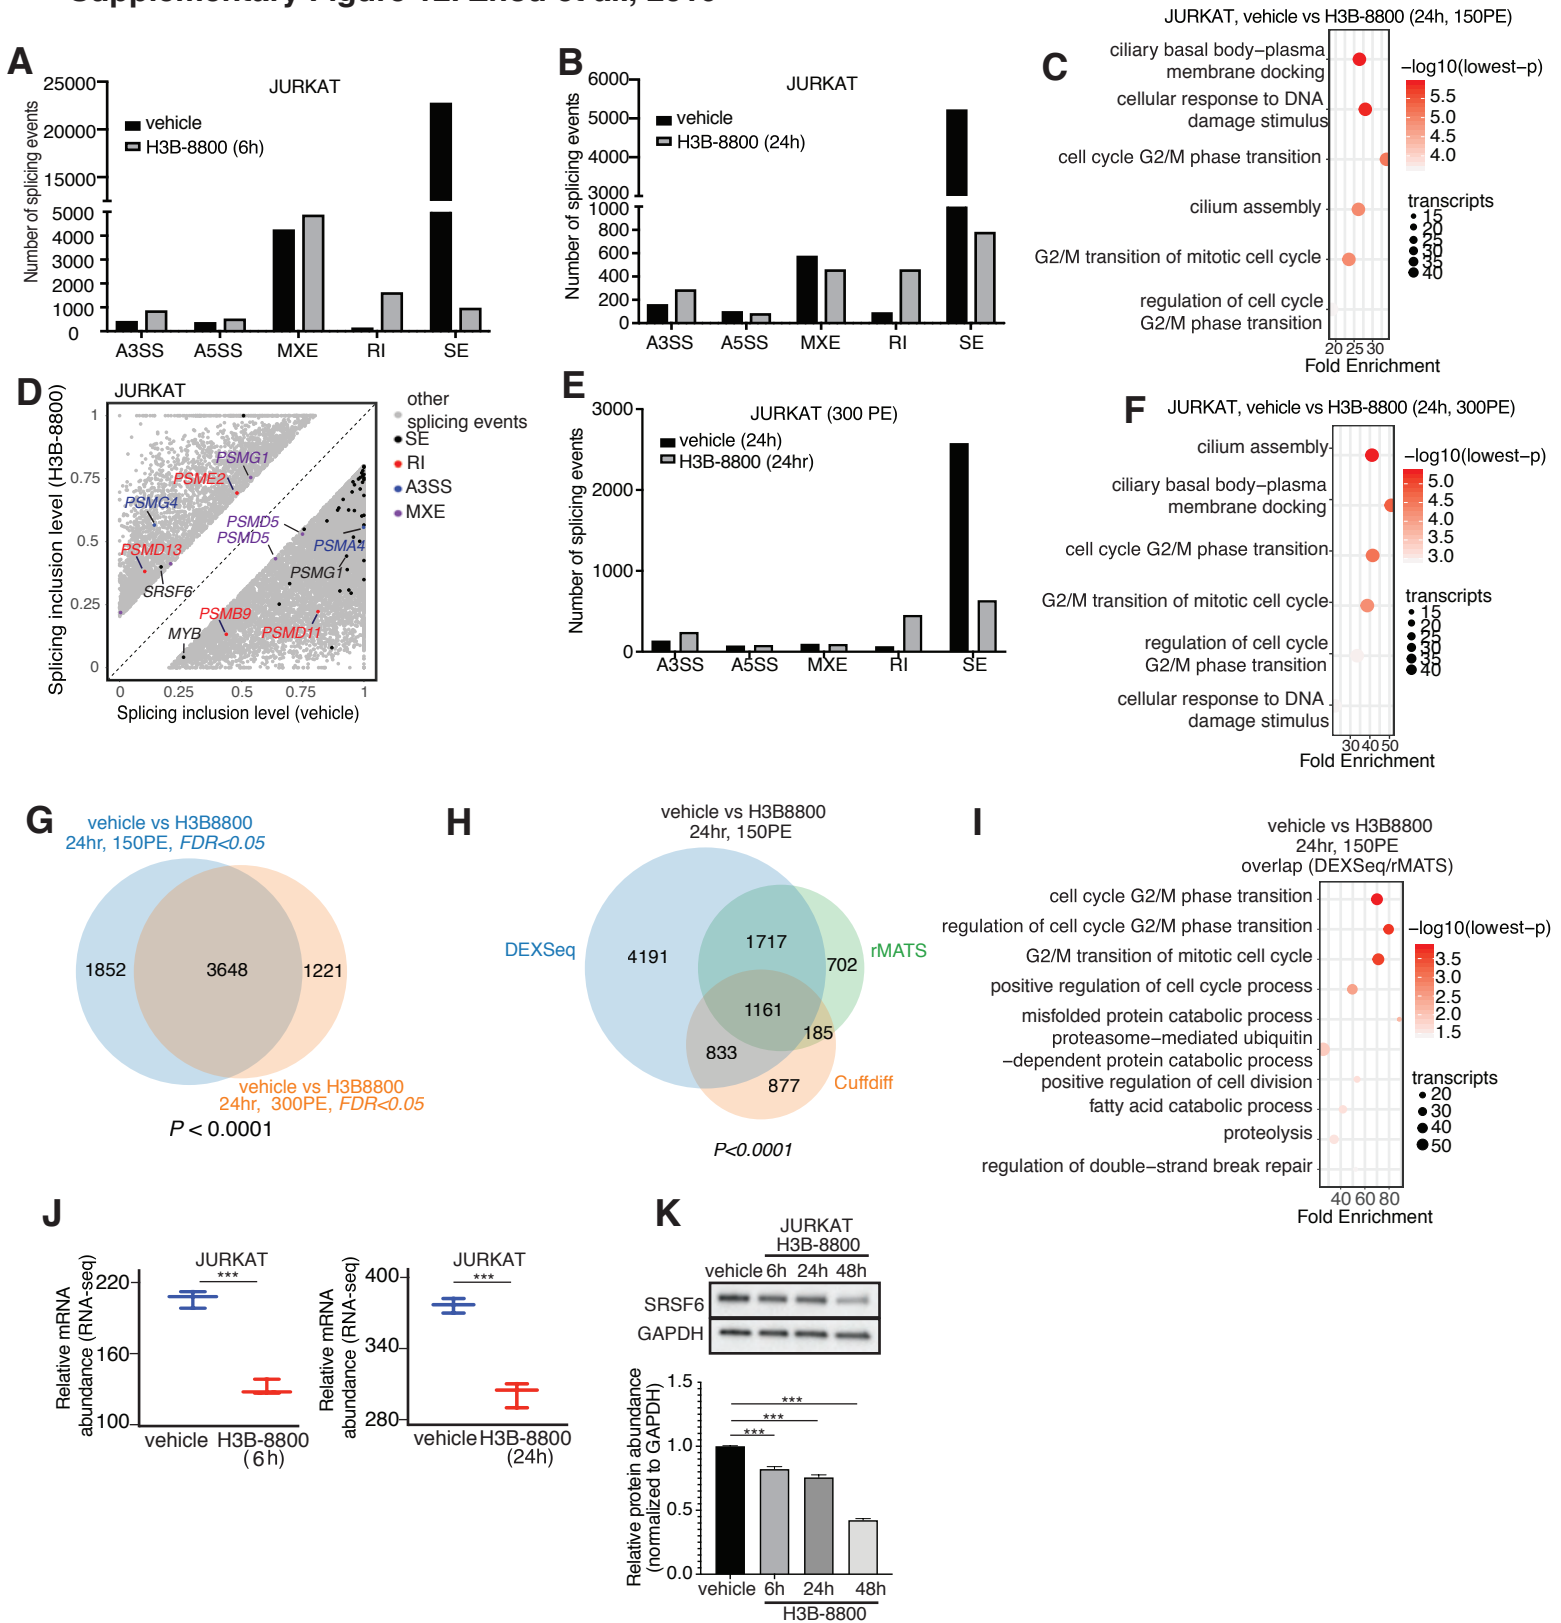 A
25000
20000
15000
5000
4000
3000
2000
1000
0
Number of splicing events
JURKAT
vehicle
H3B-8800 (6h)
A3SS A5SS MXE RI SE
B
6000
5000
4000
3000
1000
800
600
400
200
0
Number of splicing events
JURKAT
vehicle
H3B-8800 (24h)
A3SS A5SS MXE RI SE
C
JURKAT, vehicle vs H3B-8800 (24h, 150PE)
ciliary basal body−plasma
membrane docking
cellular response to DNA
damage stimulus
cell cycle G2/M phase transition
cilium assembly
G2/M transition of mitotic cell cycle
regulation of cell cycle
G2/M phase transition
20 25 30
Fold Enrichment
−log10(lowest−p)
5.5
5.0
4.5
4.0
transcripts
15
20
25
30
35
40
D
JURKAT
Splicing inclusion level (H3B-8800)
1
0.75
0.5
0.25
0
0 0.25 0.5 0.75 1
Splicing inclusion level (vehicle)
PSMG1
PSME2
PSMG4
PSMD5
PSMD5
PSMA4
PSMD13
SRSF6
PSMG1
PSMB9
PSMD11
MYB
other
splicing events
SE
RI
A3SS
MXE
E
3000
2000
1000
0
Number of splicing events
JURKAT (300 PE)
vehicle (24h)
H3B-8800 (24hr)
A3SS A5SS MXE RI SE
F
JURKAT, vehicle vs H3B-8800 (24h, 300PE)
cilium assembly
ciliary basal body−plasma
membrane docking
cell cycle G2/M phase transition
G2/M transition of mitotic cell cycle
regulation of cell cycle
G2/M phase transition
cellular response to DNA
damage stimulus
30 40 50
Fold Enrichment
−log10(lowest−p)
5.0
4.5
4.0
3.5
3.0
transcripts
15
20
25
30
35
40
G
vehicle vs H3B8800
24hr, 150PE, FDR<0.05
1852 3648 1221
vehicle vs H3B8800
24hr, 300PE, FDR<0.05
P < 0.0001
H
vehicle vs H3B8800
24hr, 150PE
DEXSeq
rMATS
Cuffdiff
4191
1717
702
1161
185
833
877
P<0.0001
I
vehicle vs H3B8800
24hr, 150PE
overlap (DEXSeq/rMATS)
cell cycle G2/M phase transition
regulation of cell cycle G2/M phase transition
G2/M transition of mitotic cell cycle
positive regulation of cell cycle process
misfolded protein catabolic process
proteasome−mediated ubiquitin
−dependent protein catabolic process
positive regulation of cell division
fatty acid catabolic process
proteolysis
regulation of double−strand break repair
40 60 80
Fold Enrichment
−log10(lowest−p)
3.5
3.0
2.5
2.0
1.5
transcripts
20
30
40
50
J
JURKAT
***
Relative mRNA
abundance (RNA-seq)
220
160
100
vehicle H3B-8800
(6h)
JURKAT
***
Relative mRNA
abundance (RNA-seq)
400
340
280
vehicle H3B-8800
(24h)
K
JURKAT
H3B-8800
vehicle 6h 24h 48h
SRSF6
GAPDH
Relative protein abundance
(normalized to GAPDH)
1.5
1.0
0.5
0.0
***
***
***
vehicle 6h 24h 48h
H3B-8800